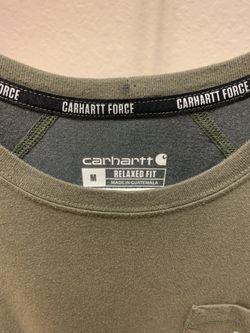 CARHARTT FORCE
CARHARTT FORCE
carhartt
M RELAXED FIT
MADE IN GUATEMALA